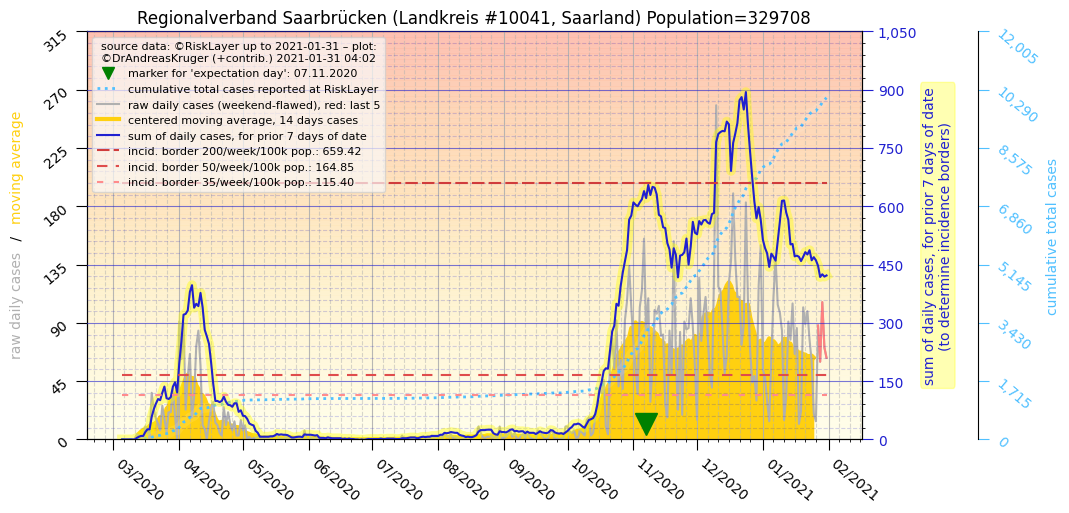 Regionalverband Saarbrücken (Landkreis #10041, Saarland) Population=329708
source data: ©RiskLayer up to 2021-01-31 – plot:
©DrAndreasKruger (+contrib.) 2021-01-31 04:02
marker for 'expectation day': 07.11.2020
cumulative total cases reported at RiskLayer
raw daily cases (weekend-flawed), red: last 5
centered moving average, 14 days cases
sum of daily cases, for prior 7 days of date
incid. border 200/week/100k pop.: 659.42
incid. border 50/week/100k pop.: 164.85
incid. border 35/week/100k pop.: 115.40
raw daily cases / moving average
315
270
225
180
135
90
45
0
03/2020
04/2020
05/2020
06/2020
07/2020
08/2020
09/2020
10/2020
11/2020
12/2020
01/2021
02/2021
1,050
900
750
600
450
300
150
0
sum of daily cases, for prior 7 days of date
(to determine incidence borders)
12,005
10,290
8,575
6,860
5,145
3,430
1,715
0
cumulative total cases